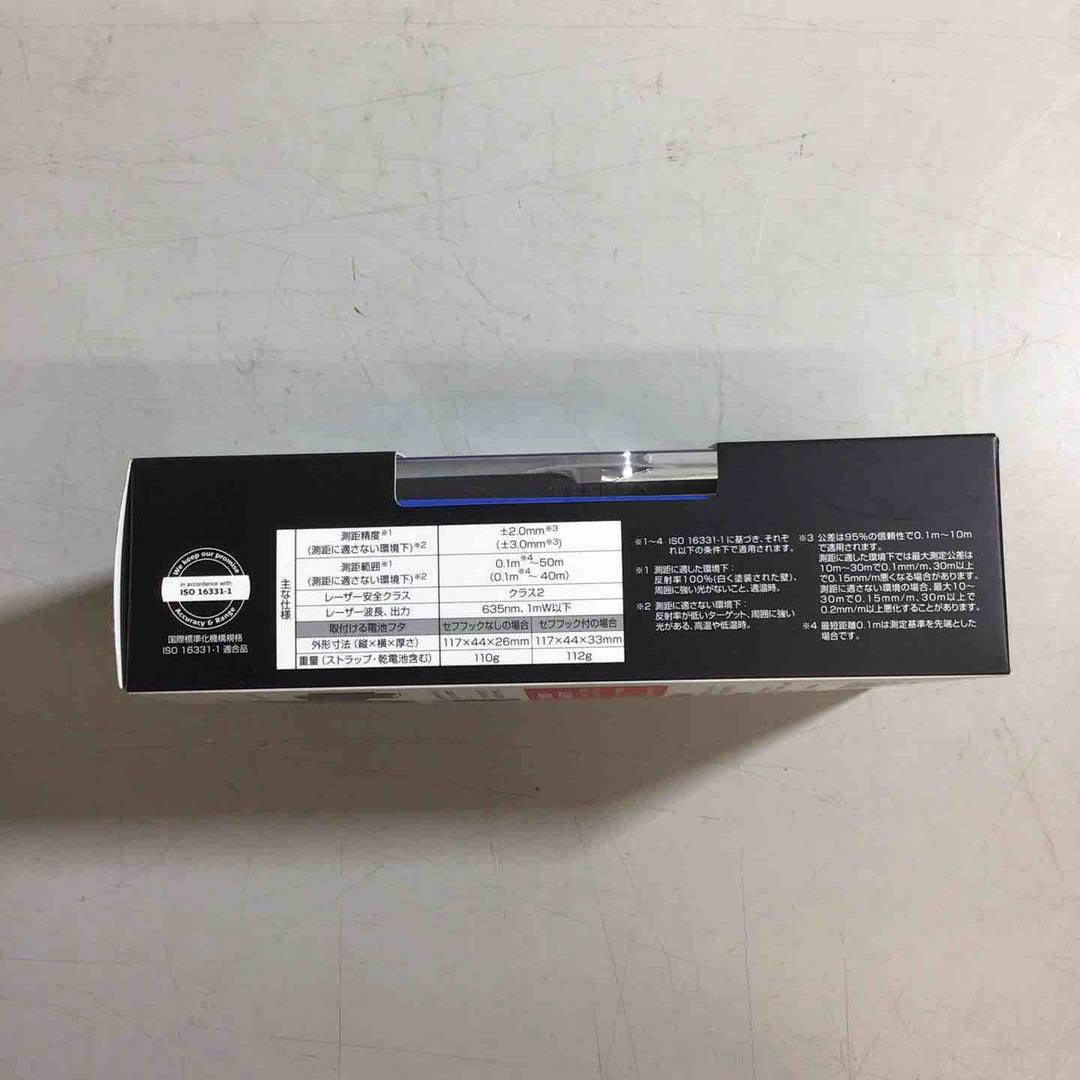 We keep our promise
in accordance with
ISO 16331-1
Accuracy & Range
国際標準化機構規格
ISO 16331-1 適合品
主な仕様
測距精度※1 ±2.0mm※3
(測距に適さない環境下)※2 (±3.0mm※3)
測距範囲※1 0.1m※4~50m
(測距に適さない環境下)※2 (0.1m※4~ 40m)
レーザー安全クラス クラス2
レーザー波長、出力 635nm、1mW以下
取付ける電池フタ セフフックなしの場合 セフフック付の場合
外形寸法(縦×横×厚さ) 117×44×26mm 117×44×33mm
重量(ストラップ・乾電池含む) 110g 112g
※1~4 ISO 16331-1に基づき、それぞ
れ以下の条件下で適用されます。
※1 測距に適した環境下:
反射率100%(白く塗装された壁)、
周囲に強い光がないこと、適温時。
※2 測距に適さない環境下:
反射率が低いターゲット、周囲に強い
光がある、高温や低温時。
※3 公差は95%の信頼性で0.1m~10m
で適用されます。
測距に適した環境下では最大測定公差は
10m~30mで0.1mm/m、30m以上
で0.15mm/m悪くなる場合があります。
測距に適さない環境の場合、最大10~
30mで0.15mm/m、30m以上で
0.2mm/m以上悪化することがあります。
※4 最短距離0.1mは測定基準を先端とした
場合です。